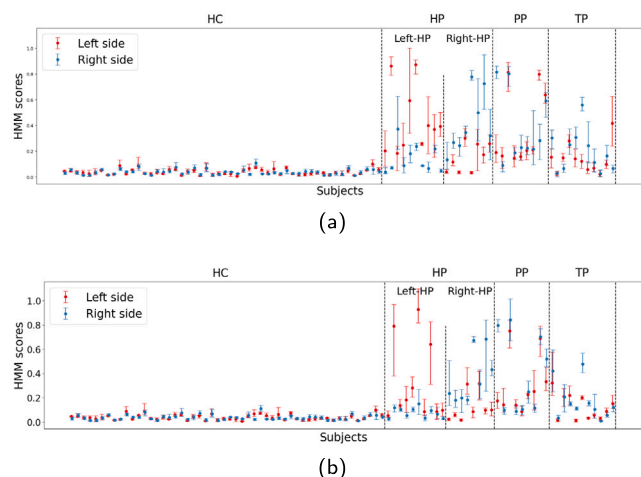 HC HP PP TP
Left-HP Right-HP
Left side
Right side
HMM scores
1.0
0.8
0.6
0.4
0.2
0.0
Subjects
(a)
HC HP PP TP
Left-HP Right-HP
Left side
Right side
HMM scores
1.0
0.8
0.6
0.4
0.2
0.0
Subjects
(b)